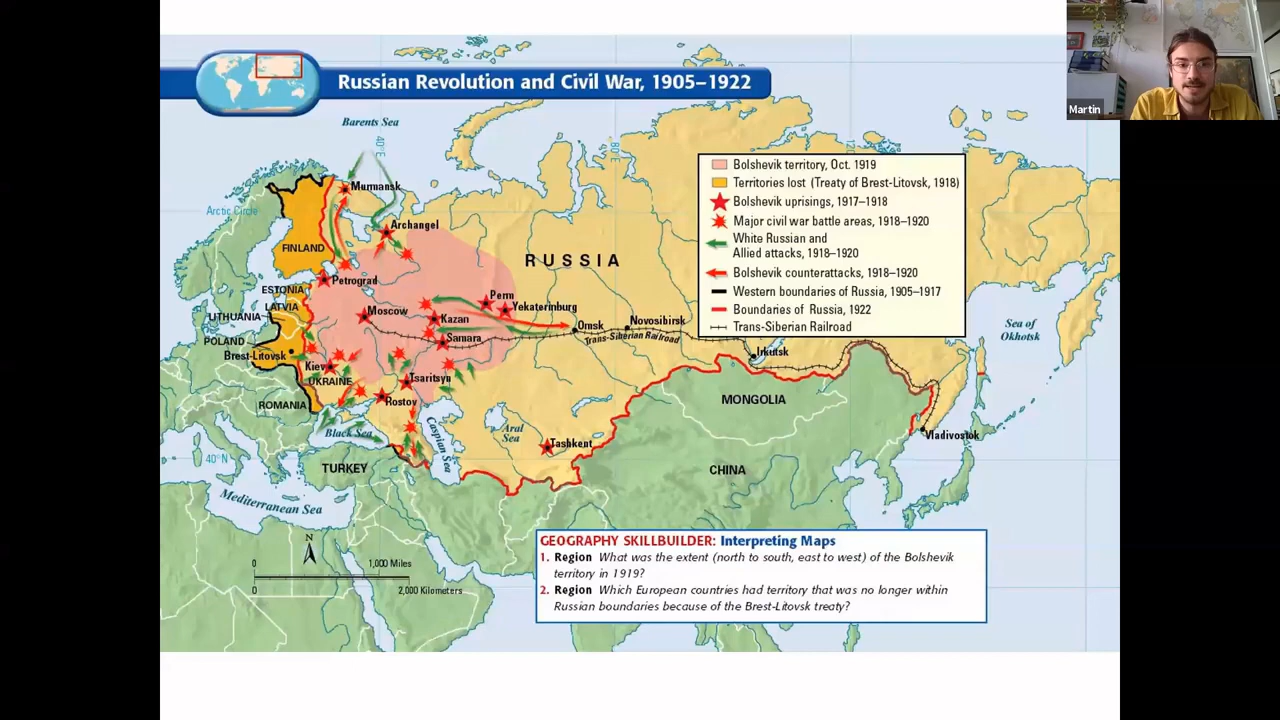 Martin
Russian Revolution and Civil War, 1905–1922
Barents Sea
40°E
80°E
Bolshevik territory, Oct. 1919
Territories lost (Treaty of Brest-Litovsk, 1918)
Bolshevik uprisings, 1917–1918
Major civil war battle areas, 1918–1920
White Russian and
Allied attacks, 1918–1920
Bolshevik counterattacks, 1918–1920
Western boundaries of Russia, 1905–1917
Boundaries of Russia, 1922
Trans-Siberian Railroad
Murmansk
Arctic Circle
Archangel
FINLAND
RUSSIA
Petrograd
ESTONIA
LATVIA
LITHUANIA
Moscow
Perm
Yekaterinburg
Kazan
Omsk
Novosibirsk
Trans-Siberian Railroad
Sea of
Okhotsk
POLAND
Samara
Brest-Litovsk
Irkutsk
Kiev
UKRAINE
Tsaritsyn
ROMANIA
Rostov
MONGOLIA
Black Sea
Caspian Sea
Aral
Sea
Tashkent
Vladivostok
40°N
TURKEY
CHINA
Mediterranean Sea
N
0
1,000 Miles
0
2,000 Kilometers
GEOGRAPHY SKILLBUILDER: Interpreting Maps
1. Region What was the extent (north to south, east to west) of the Bolshevik
territory in 1919?
2. Region Which European countries had territory that was no longer within
Russian boundaries because of the Brest-Litovsk treaty?